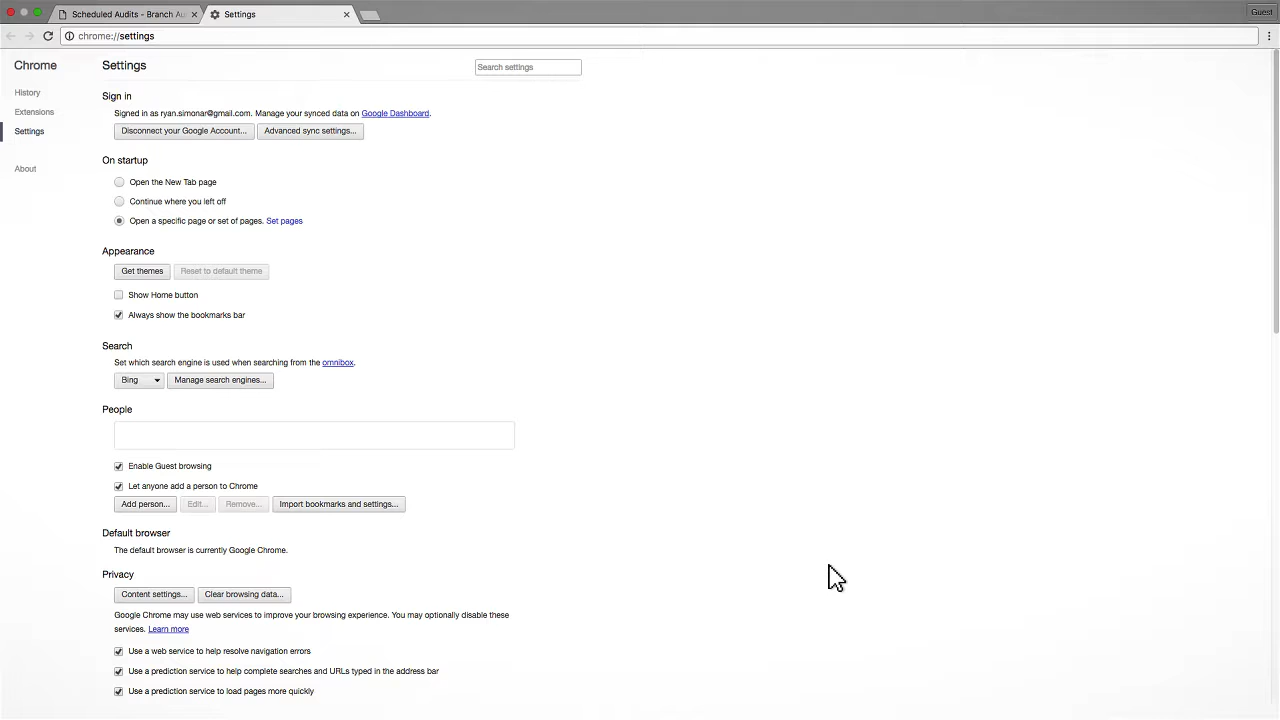 Scheduled Audits - Branch Au
Settings
Guest
chrome://settings
Chrome
History
Extensions
Settings
About
Settings
Search settings
Sign in
Signed in as ryan.simonar@gmail.com. Manage your synced data on Google Dashboard.
Disconnect your Google Account... Advanced sync settings...
On startup
Open the New Tab page
Continue where you left off
Open a specific page or set of pages. Set pages
Appearance
Get themes Reset to default theme
Show Home button
Always show the bookmarks bar
Search
Set which search engine is used when searching from the omnibox.
Bing Manage search engines...
People
Enable Guest browsing
Let anyone add a person to Chrome
Add person... Edit... Remove... Import bookmarks and settings...
Default browser
The default browser is currently Google Chrome.
Privacy
Content settings... Clear browsing data...
Google Chrome may use web services to improve your browsing experience. You may optionally disable these
services. Learn more
Use a web service to help resolve navigation errors
Use a prediction service to help complete searches and URLs typed in the address bar
Use a prediction service to load pages more quickly